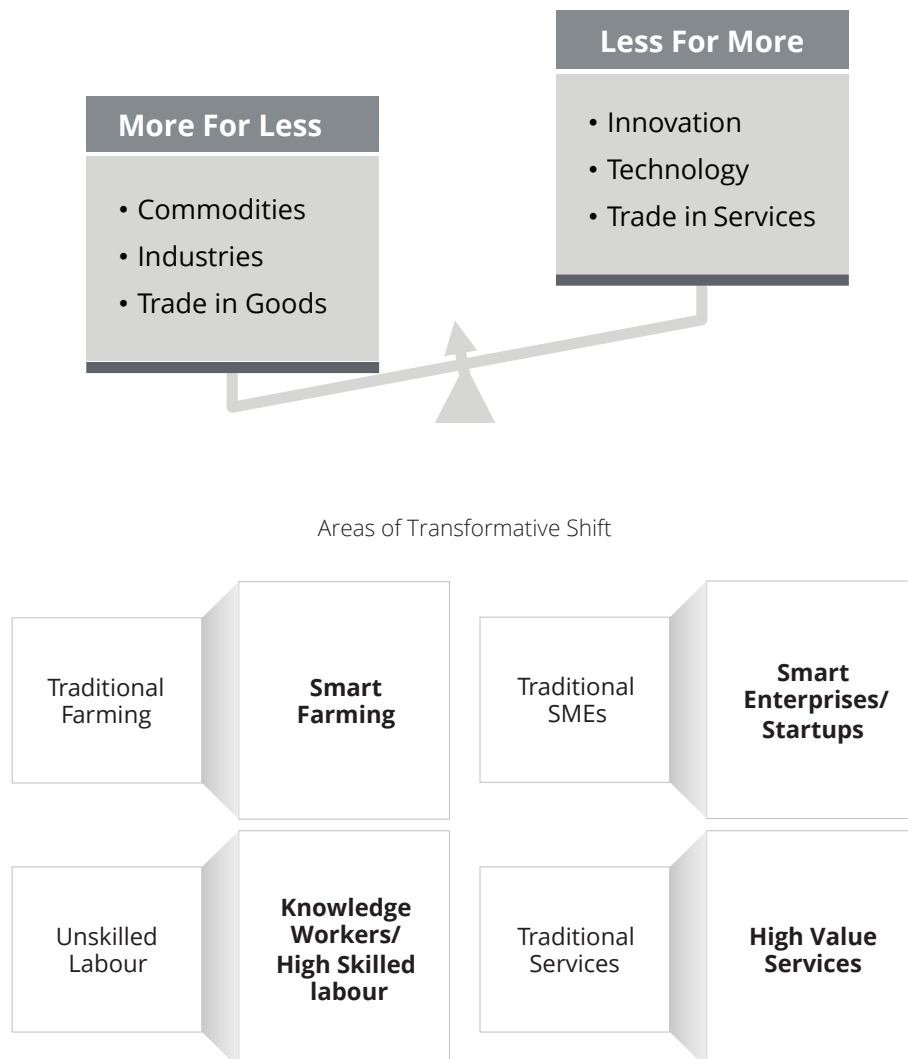 Less For More
• Innovation
• Technology
• Trade in Services
More For Less
• Commodities
• Industries
• Trade in Goods
Areas of Transformative Shift
Traditional
Farming
Smart
Farming
Traditional
SMEs
Smart
Enterprises/
Startups
Unskilled
Labour
Knowledge
Workers/
High Skilled
labour
Traditional
Services
High Value
Services